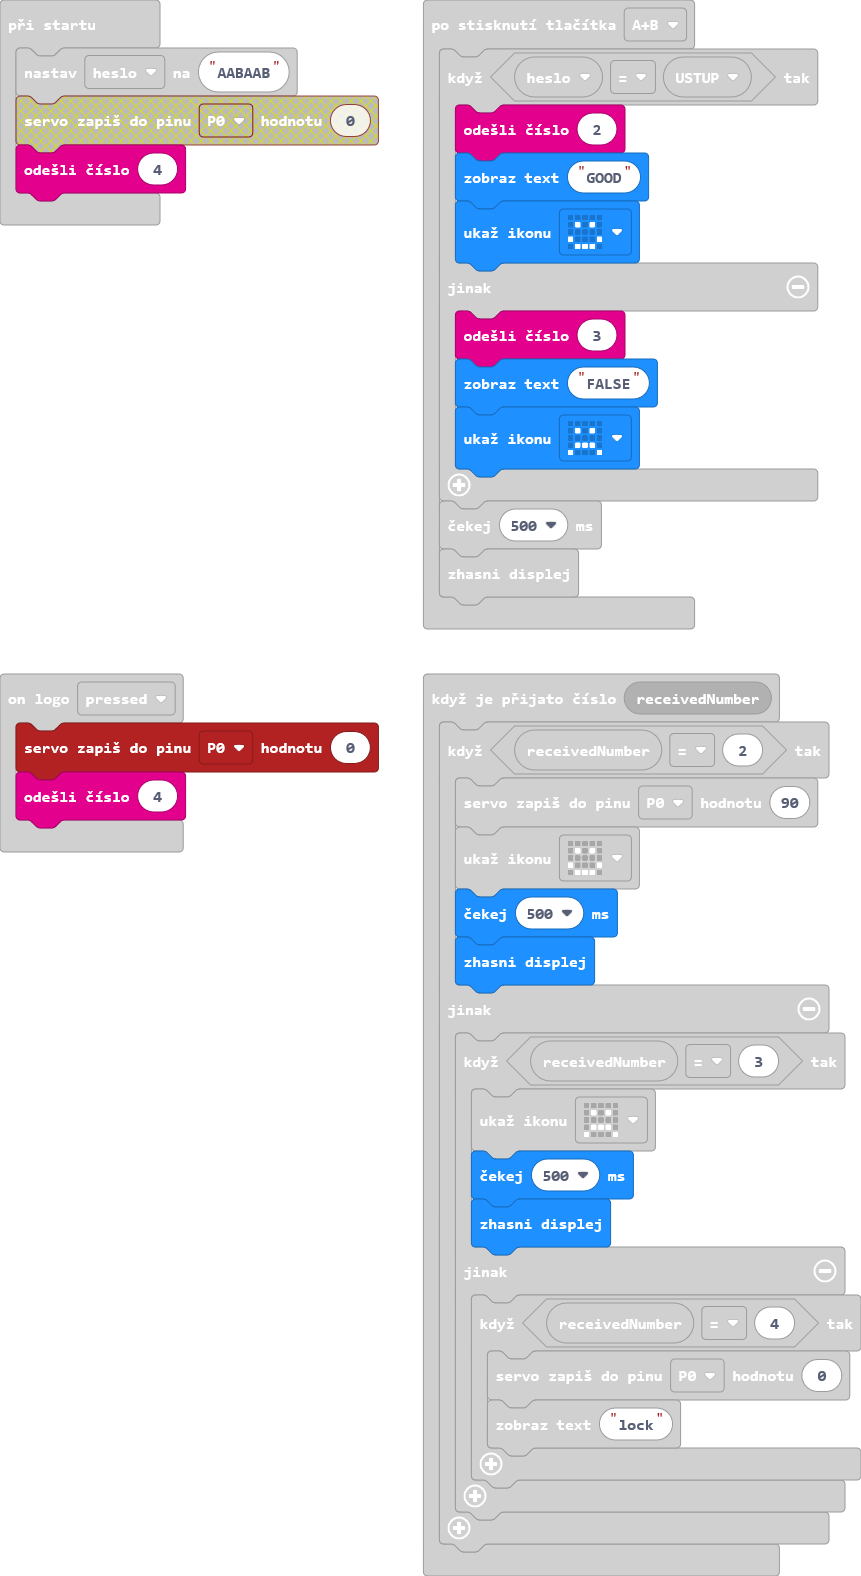 při startu
nastav heslo na "AABAAB"
servo zapiš do pinu P0 hodnotu 0
odešli číslo 4
po stisknutí tlačítka A+B
když heslo = USTUP tak
odešli číslo 2
zobraz text "GOOD"
ukaž ikonu
jinak
odešli číslo 3
zobraz text "FALSE"
ukaž ikonu
čekej 500 ms
zhasni displej
on logo pressed
servo zapiš do pinu P0 hodnotu 0
odešli číslo 4
když je přijato číslo receivedNumber
když receivedNumber = 2 tak
servo zapiš do pinu P0 hodnotu 90
ukaž ikonu
čekej 500 ms
zhasni displej
jinak
když receivedNumber = 3 tak
ukaž ikonu
čekej 500 ms
zhasni displej
jinak
když receivedNumber = 4 tak
servo zapiš do pinu P0 hodnotu 0
zobraz text "lock"